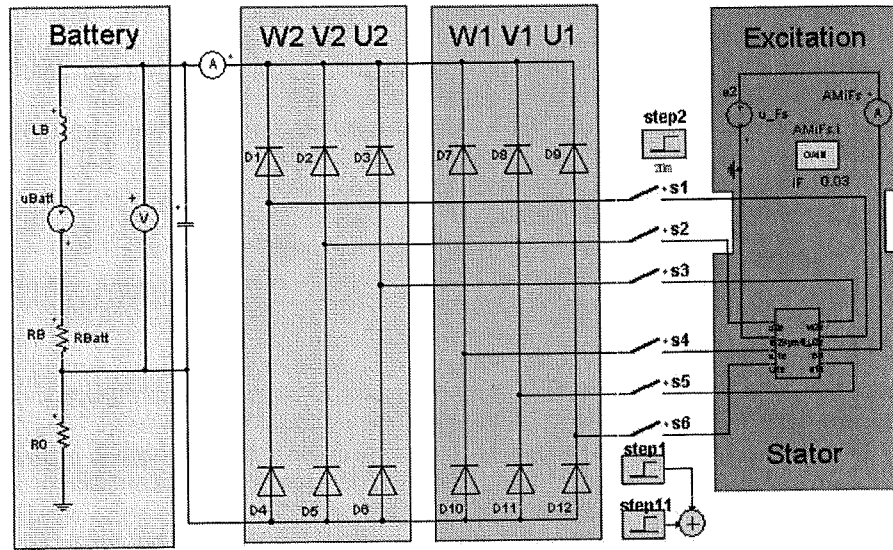 Battery
W2 V2 U2
W1 V1 U1
Excitation
A
LB
D1
D2
D3
D7
D8
D9
step2
20m
u_Fs
AMiFs
A
AMiFs.I
IF 0.03
uBatt
V
s1
s2
s3
RB
RBatt
s4
s5
s6
R0
Stator
step1
step11
D4
D5
D6
D10
D11
D12